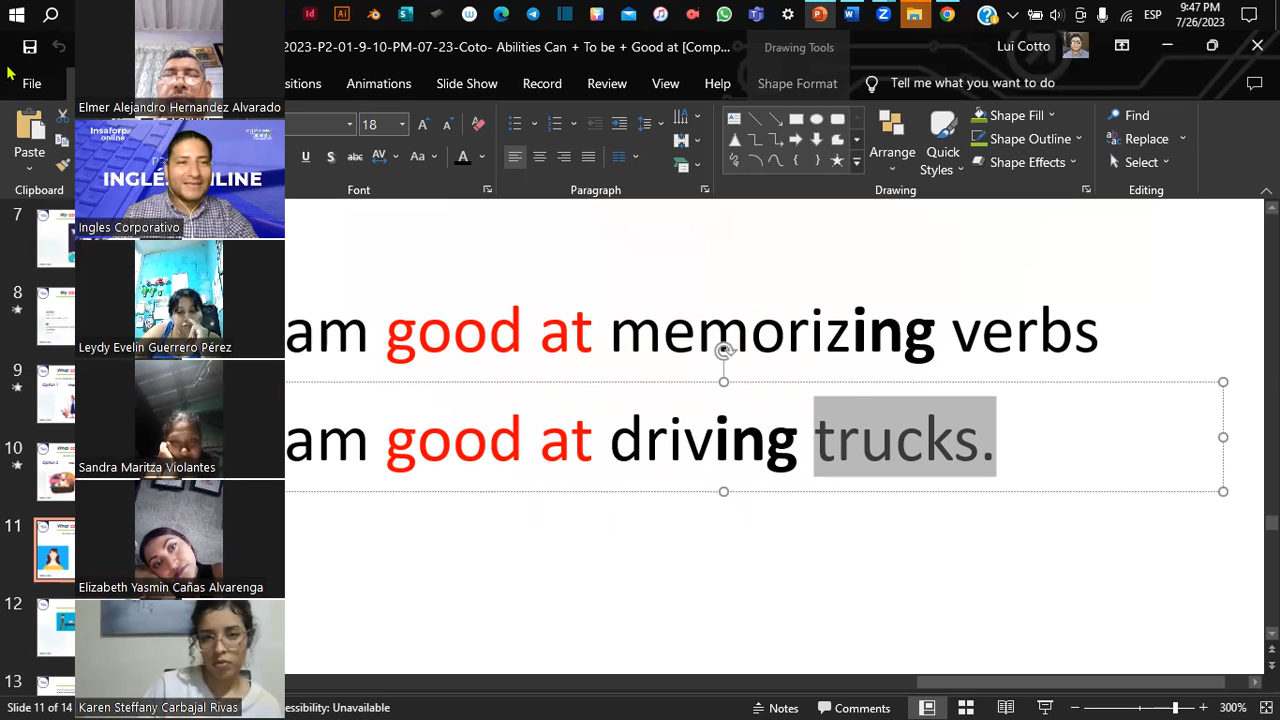 9:47 PM
ESP
7/26/2023
2023-P2-01-9-10-PM-07-23-Coto- Abilities Can + To be + Good at [Comp...
Drawing Tools
Lui Cotto
File
sitions
Animations
Slide Show
Record
Review
View
Help
Shape Format
Tell me what you want to do
Paste
Clipboard
18
Font
Paragraph
Arrange
Quick
Styles
Shape Fill
Shape Outline
Shape Effects
Drawing
Find
Replace
Select
Editing
Elmer Alejandro Hernandez Alvarado
Insaforp
online
INGLÉS ONLINE
Ingles Corporativo
Leydy Evelin Guerrero Pérez
Sandra Maritza Violantes
Elizabeth Yasmin Cañas Alvarenga
Karen Steffany Carbajal Rivas
7
8
9
10
11
12
13
am good at memorizing verbs
am good at driving trucks.
Slide 11 of 14
ssibility: Unavailable
Notes
Comments
300%